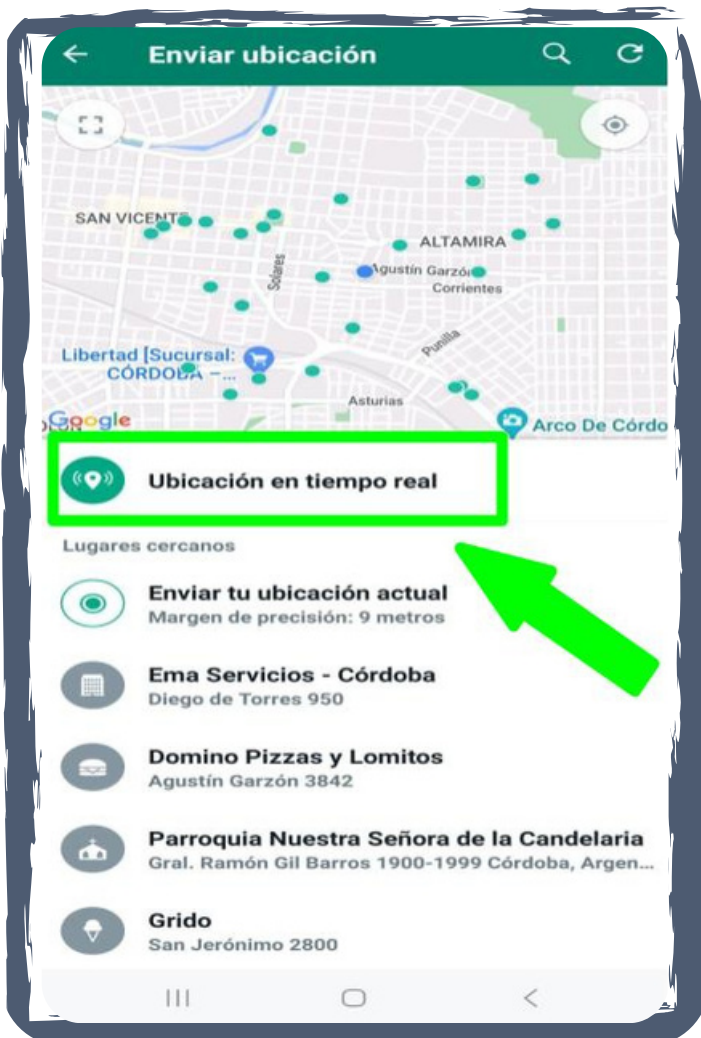 Enviar ubicación
SAN VICENTE
ALTAMIRA
Solares
Agustín Garzón
Corrientes
Punilla
Libertad [Sucursal:
CÓRDOBA –...
Asturias
Google
Arco De Córdo
Ubicación en tiempo real
Lugares cercanos
Enviar tu ubicación actual
Margen de precisión: 9 metros
Ema Servicios - Córdoba
Diego de Torres 950
Domino Pizzas y Lomitos
Agustín Garzón 3842
Parroquia Nuestra Señora de la Candelaria
Gral. Ramón Gil Barros 1900-1999 Córdoba, Argen...
Grido
San Jerónimo 2800